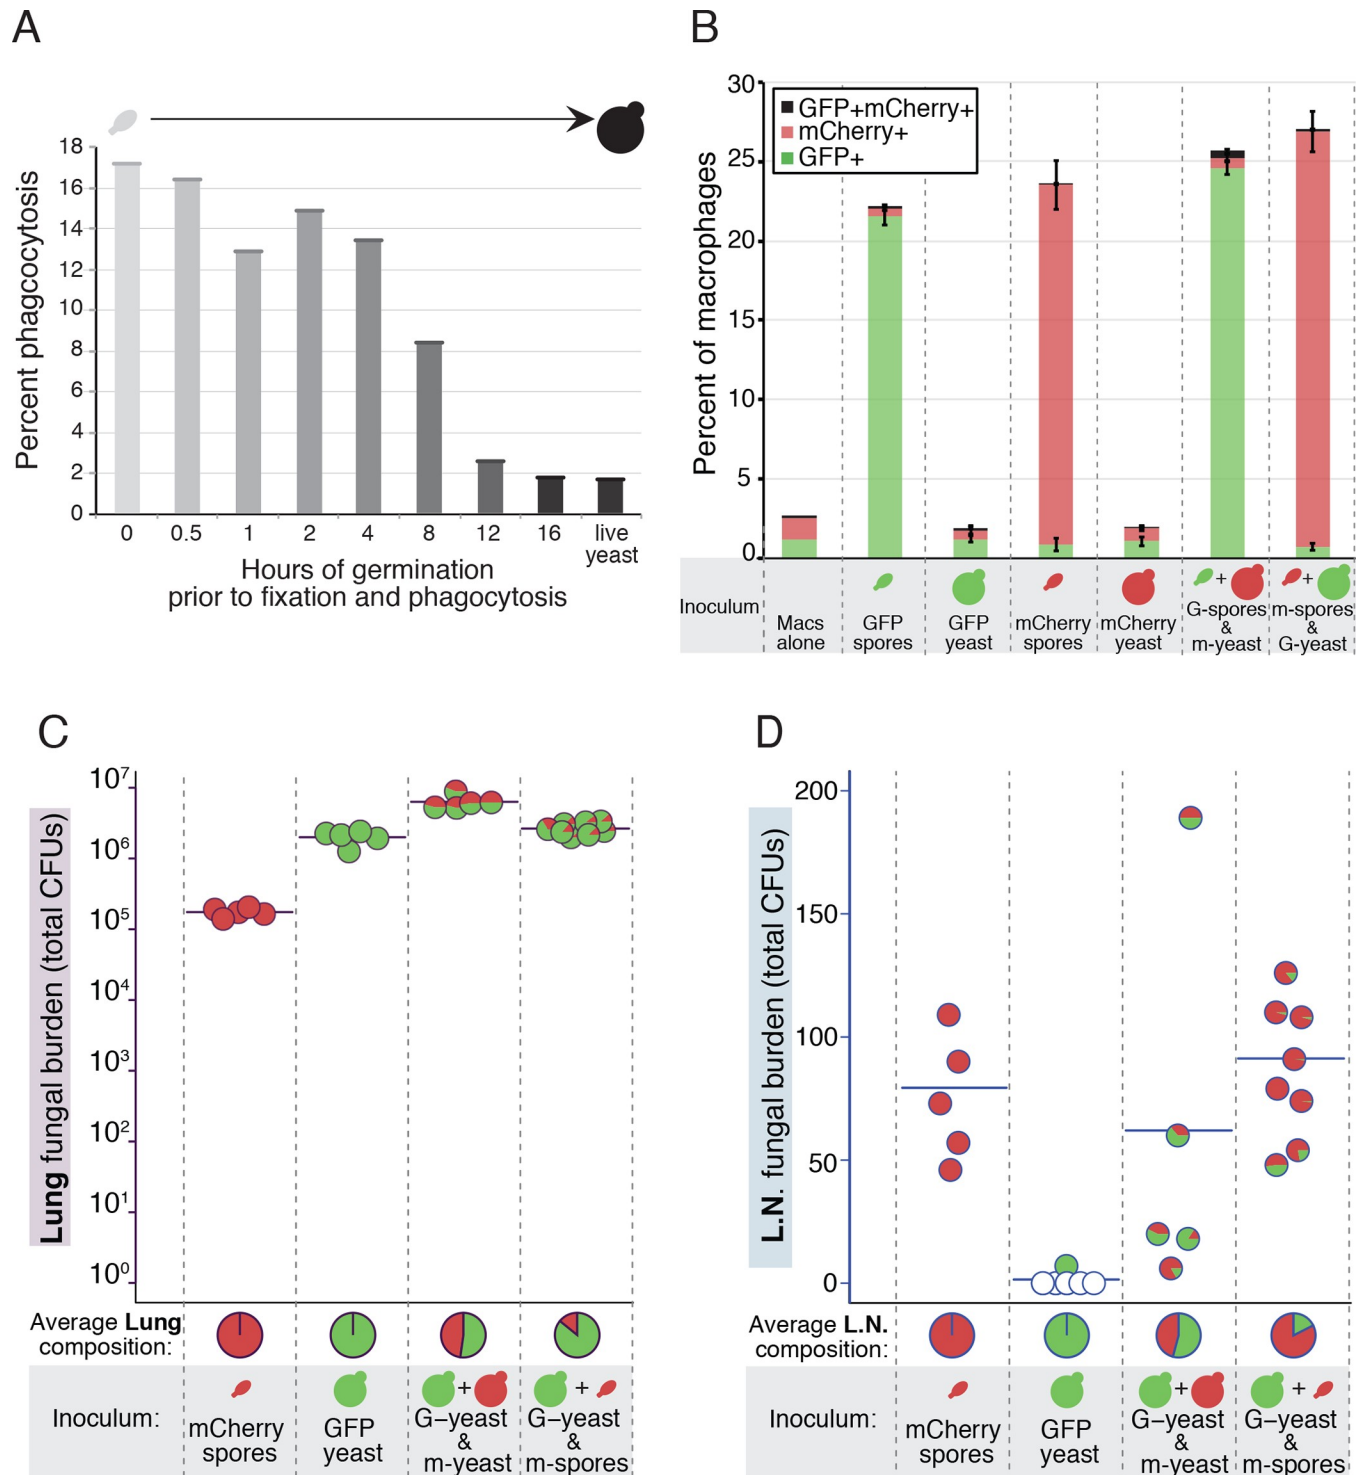 A
18
16
14
12
10
8
6
4
2
0
Percent phagcocytosis
0 0.5 1 2 4 8 12 16 live
yeast
Hours of germination
prior to fixation and phagocytosis
B
30
25
20
15
10
5
0
Percent of macrophages
GFP+mCherry+
mCherry+
GFP+
Inoculum
Macs
alone
GFP
spores
GFP
yeast
mCherry
spores
mCherry
yeast
+
G-spores
&
m-yeast
+
m-spores
&
G-yeast
C
10⁷
10⁶
10⁵
10⁴
10³
10²
10¹
10⁰
Lung fungal burden (total CFUs)
Average Lung
composition:
Inoculum:
mCherry
spores
GFP
yeast
+
G–yeast
&
m-yeast
+
G–yeast
&
m-spores
D
200
150
100
50
0
L.N. fungal burden (total CFUs)
Average L.N.
composition:
Inoculum:
mCherry
spores
GFP
yeast
+
G–yeast
&
m-yeast
+
G–yeast
&
m-spores